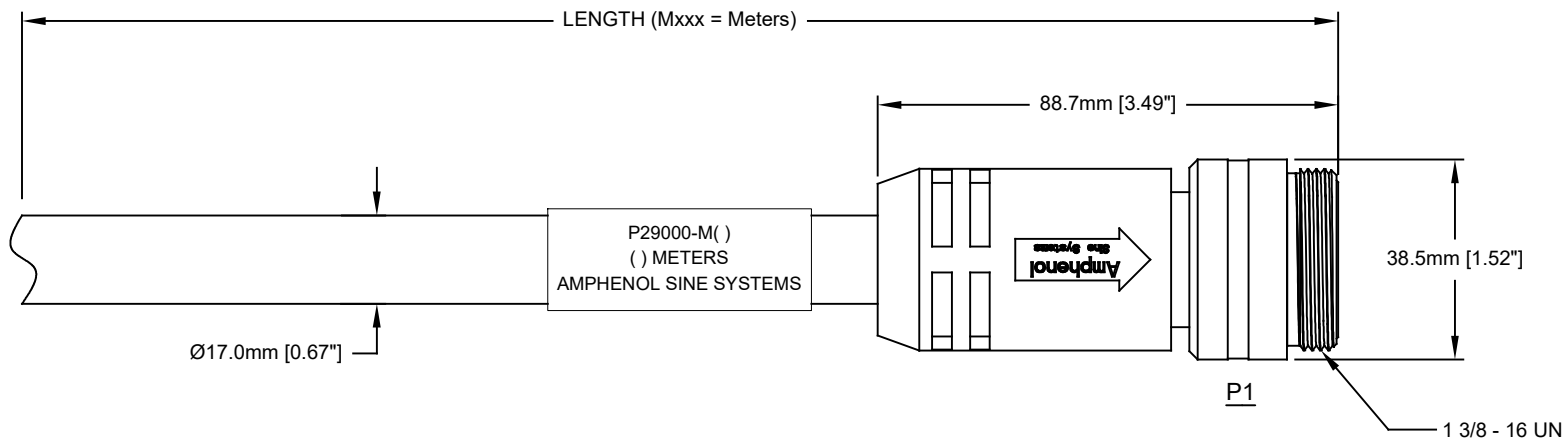 LENGTH (Mxxx = Meters)
88.7mm [3.49"]
P29000-M( )
( ) METERS
AMPHENOL SINE SYSTEMS
Amphenol
Sine Systems
38.5mm [1.52"]
Ø17.0mm [0.67"]
P1
1 3/8 - 16 UN